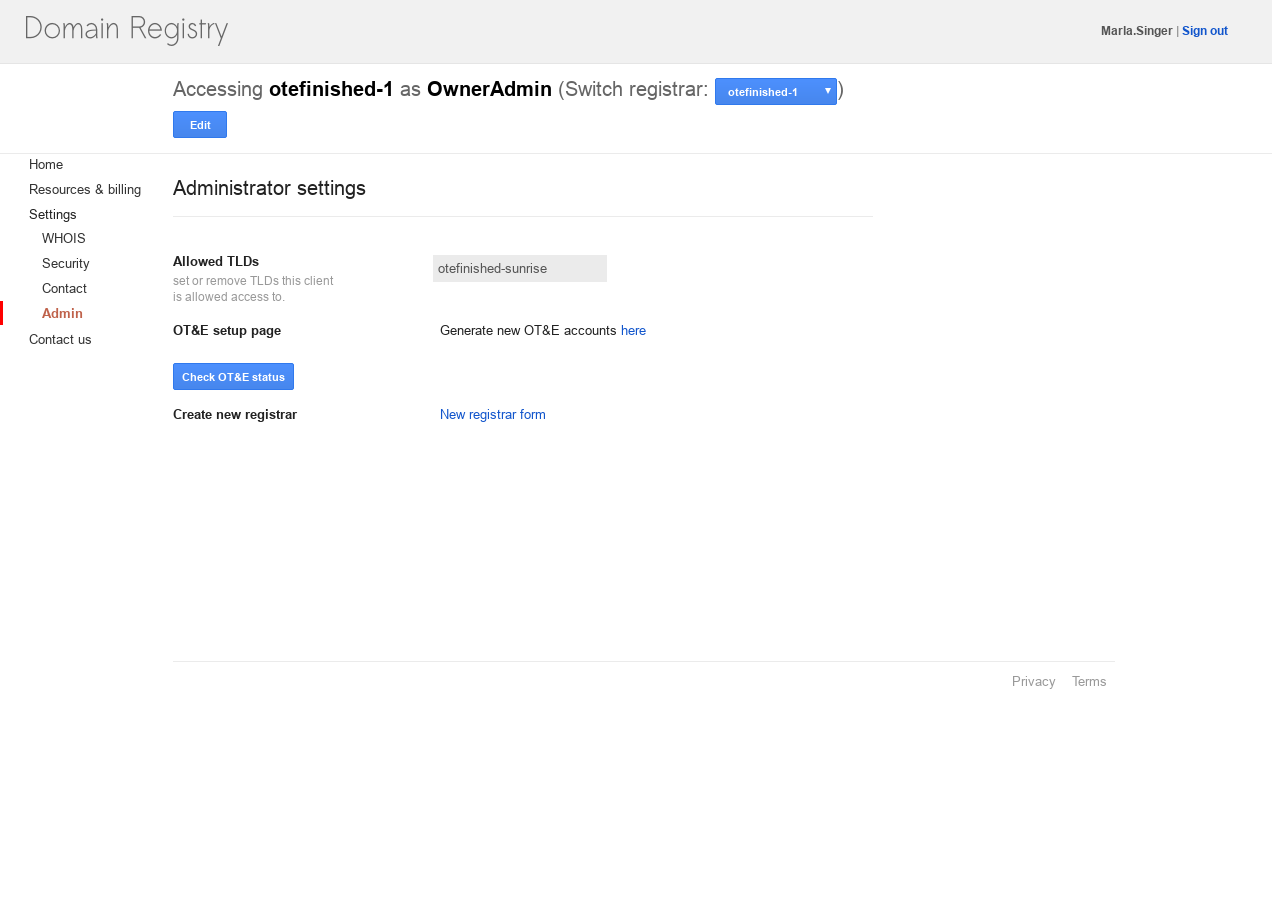 Domain Registry
Marla.Singer | Sign out
Accessing otefinished-1 as OwnerAdmin (Switch registrar: otefinished-1 ▾)
Edit
Home
Resources & billing
Settings
WHOIS
Security
Contact
Admin
Contact us
Administrator settings
Allowed TLDs
set or remove TLDs this client
is allowed access to.
otefinished-sunrise
OT&E setup page
Generate new OT&E accounts here
Check OT&E status
Create new registrar
New registrar form
Privacy Terms